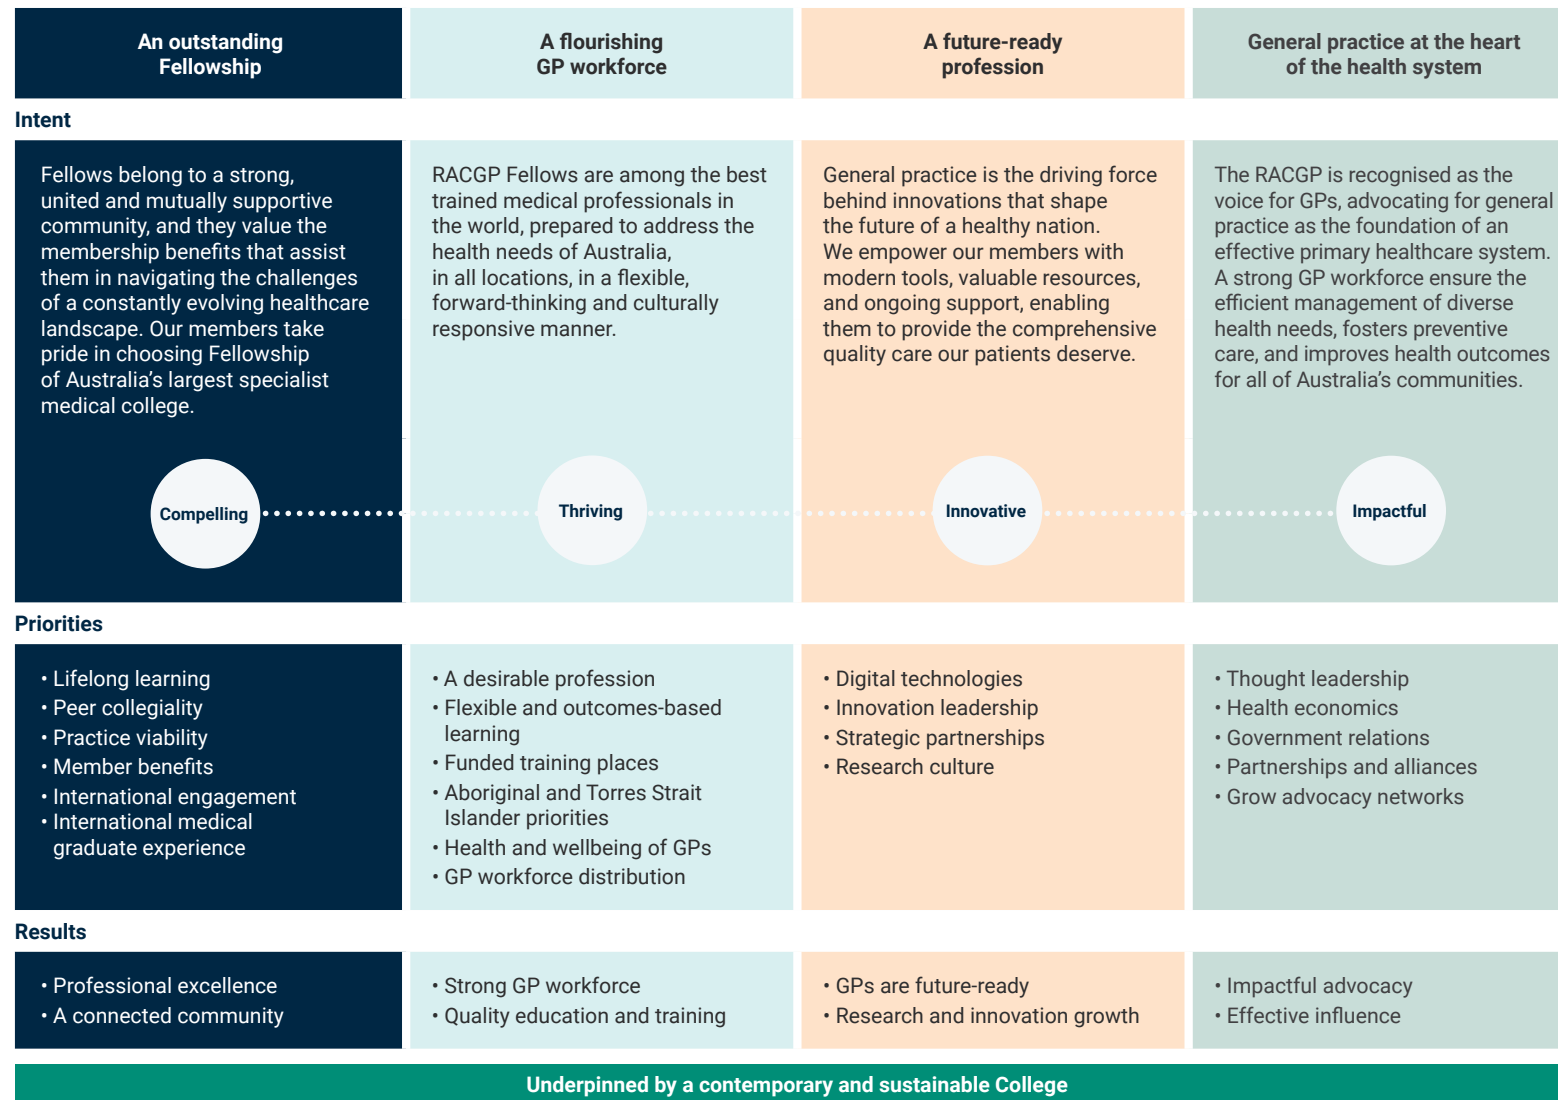 An outstanding
Fellowship
A flourishing
GP workforce
A future-ready
profession
General practice at the heart
of the health system
Intent
Fellows belong to a strong,
united and mutually supportive
community, and they value the
membership benefits that assist
them in navigating the challenges
of a constantly evolving healthcare
landscape. Our members take
pride in choosing Fellowship
of Australia's largest specialist
medical college.
Compelling
RACGP Fellows are among the best
trained medical professionals in
the world, prepared to address the
health needs of Australia,
in all locations, in a flexible,
forward-thinking and culturally
responsive manner.
Thriving
General practice is the driving force
behind innovations that shape
the future of a healthy nation.
We empower our members with
modern tools, valuable resources,
and ongoing support, enabling
them to provide the comprehensive
quality care our patients deserve.
Innovative
The RACGP is recognised as the
voice for GPs, advocating for general
practice as the foundation of an
effective primary healthcare system.
A strong GP workforce ensure the
efficient management of diverse
health needs, fosters preventive
care, and improves health outcomes
for all of Australia's communities.
Impactful
Priorities
• Lifelong learning
• Peer collegiality
• Practice viability
• Member benefits
• International engagement
• International medical
graduate experience
• A desirable profession
• Flexible and outcomes-based
learning
• Funded training places
• Aboriginal and Torres Strait
Islander priorities
• Health and wellbeing of GPs
• GP workforce distribution
• Digital technologies
• Innovation leadership
• Strategic partnerships
• Research culture
• Thought leadership
• Health economics
• Government relations
• Partnerships and alliances
• Grow advocacy networks
Results
• Professional excellence
• A connected community
• Strong GP workforce
• Quality education and training
• GPs are future-ready
• Research and innovation growth
• Impactful advocacy
• Effective influence
Underpinned by a contemporary and sustainable College